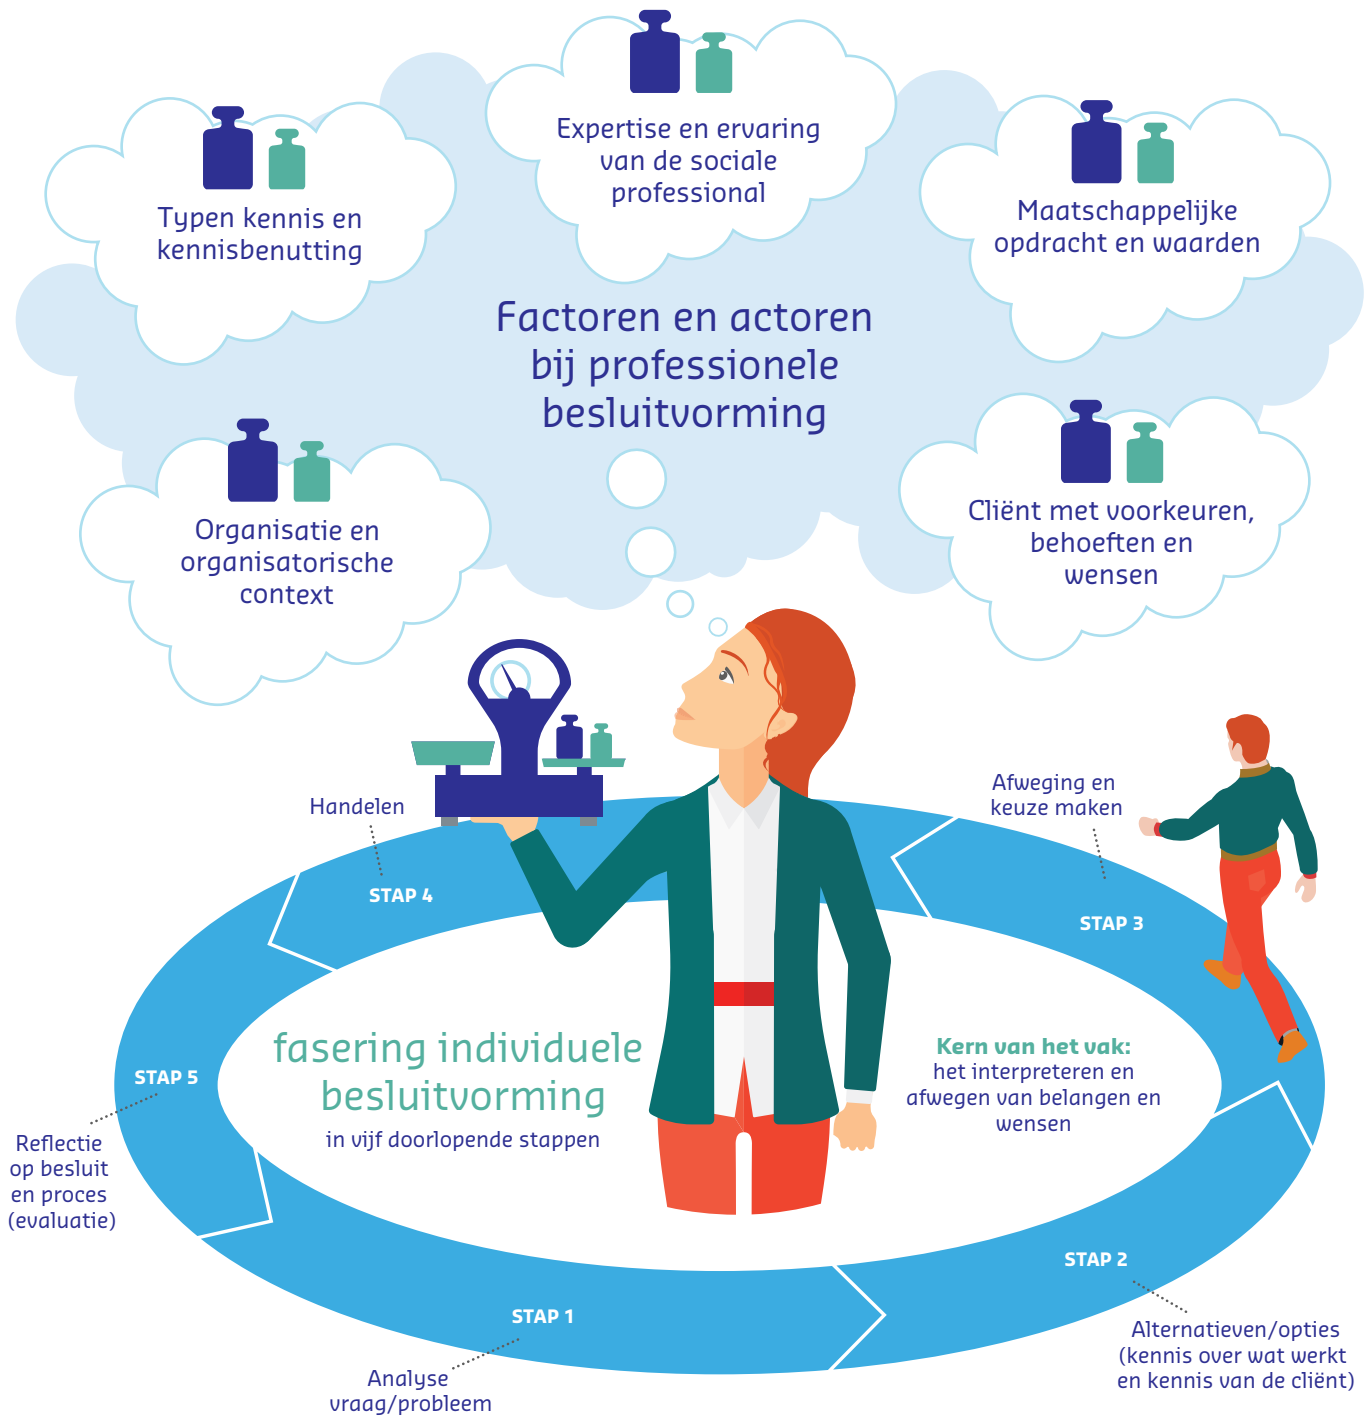 Expertise en ervaring
van de sociale
professional
Typen kennis en
kennisbenutting
Maatschappelijke
opdracht en waarden
Factoren en actoren
bij professionele
besluitvorming
Organisatie en
organisatorische
context
Cliënt met voorkeuren,
behoeften en
wensen
Handelen
STAP 4
Afweging en
keuze maken
STAP 3
fasering individuele
besluitvorming
in vijf doorlopende stappen
Kern van het vak:
het interpreteren en
afwegen van belangen en
wensen
STAP 5
Reflectie
op besluit
en proces
(evaluatie)
STAP 2
Alternatieven/opties
(kennis over wat werkt
en kennis van de cliënt)
STAP 1
Analyse
vraag/probleem